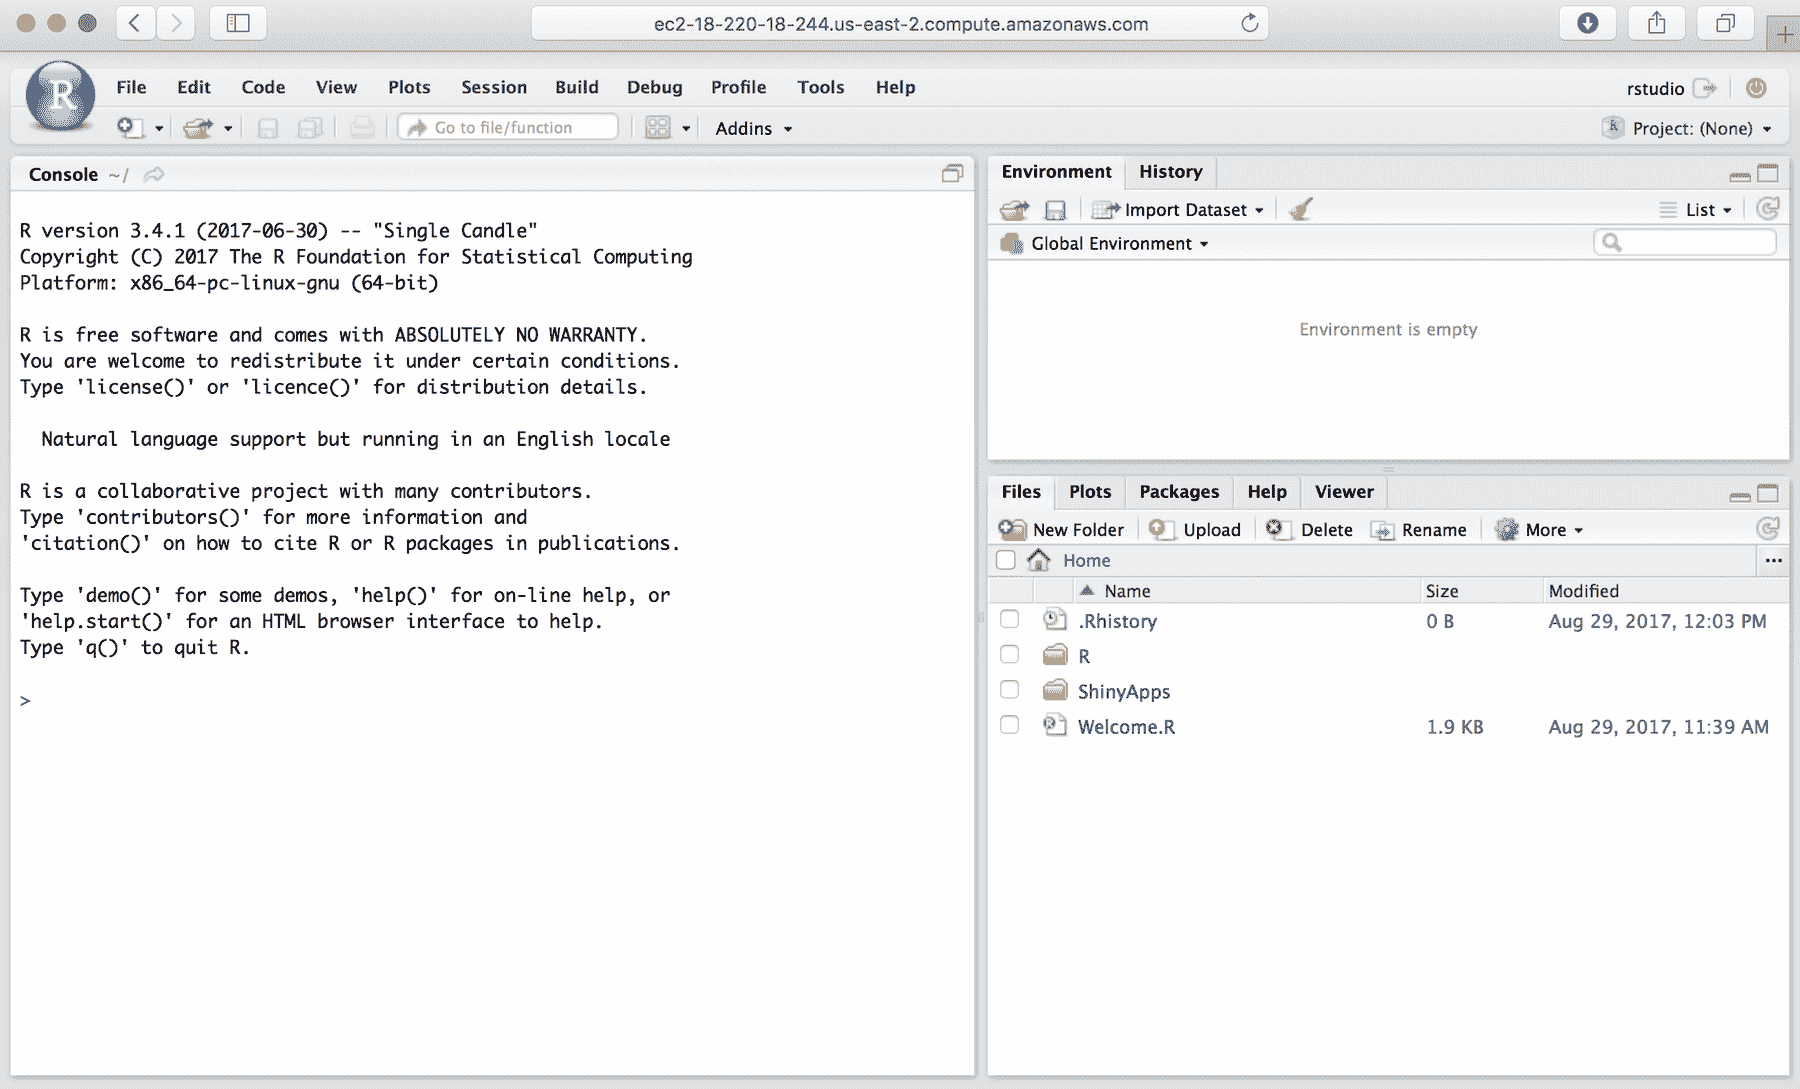 ec2-18-220-18-244.us-east-2.compute.amazonaws.com
R
File Edit Code View Plots Session Build Debug Profile Tools Help
rstudio
Go to file/function
Addins
Project: (None)
Console ~/
R version 3.4.1 (2017-06-30) -- "Single Candle"
Copyright (C) 2017 The R Foundation for Statistical Computing
Platform: x86_64-pc-linux-gnu (64-bit)
R is free software and comes with ABSOLUTELY NO WARRANTY.
You are welcome to redistribute it under certain conditions.
Type 'license()' or 'licence()' for distribution details.
Natural language support but running in an English locale
R is a collaborative project with many contributors.
Type 'contributors()' for more information and
'citation()' on how to cite R or R packages in publications.
Type 'demo()' for some demos, 'help()' for on-line help, or
'help.start()' for an HTML browser interface to help.
Type 'q()' to quit R.
>
Environment History
Import Dataset
List
Global Environment
Environment is empty
Files Plots Packages Help Viewer
New Folder Upload Delete Rename More
Home
...
Name Size Modified
.Rhistory 0 B Aug 29, 2017, 12:03 PM
R
ShinyApps
Welcome.R 1.9 KB Aug 29, 2017, 11:39 AM